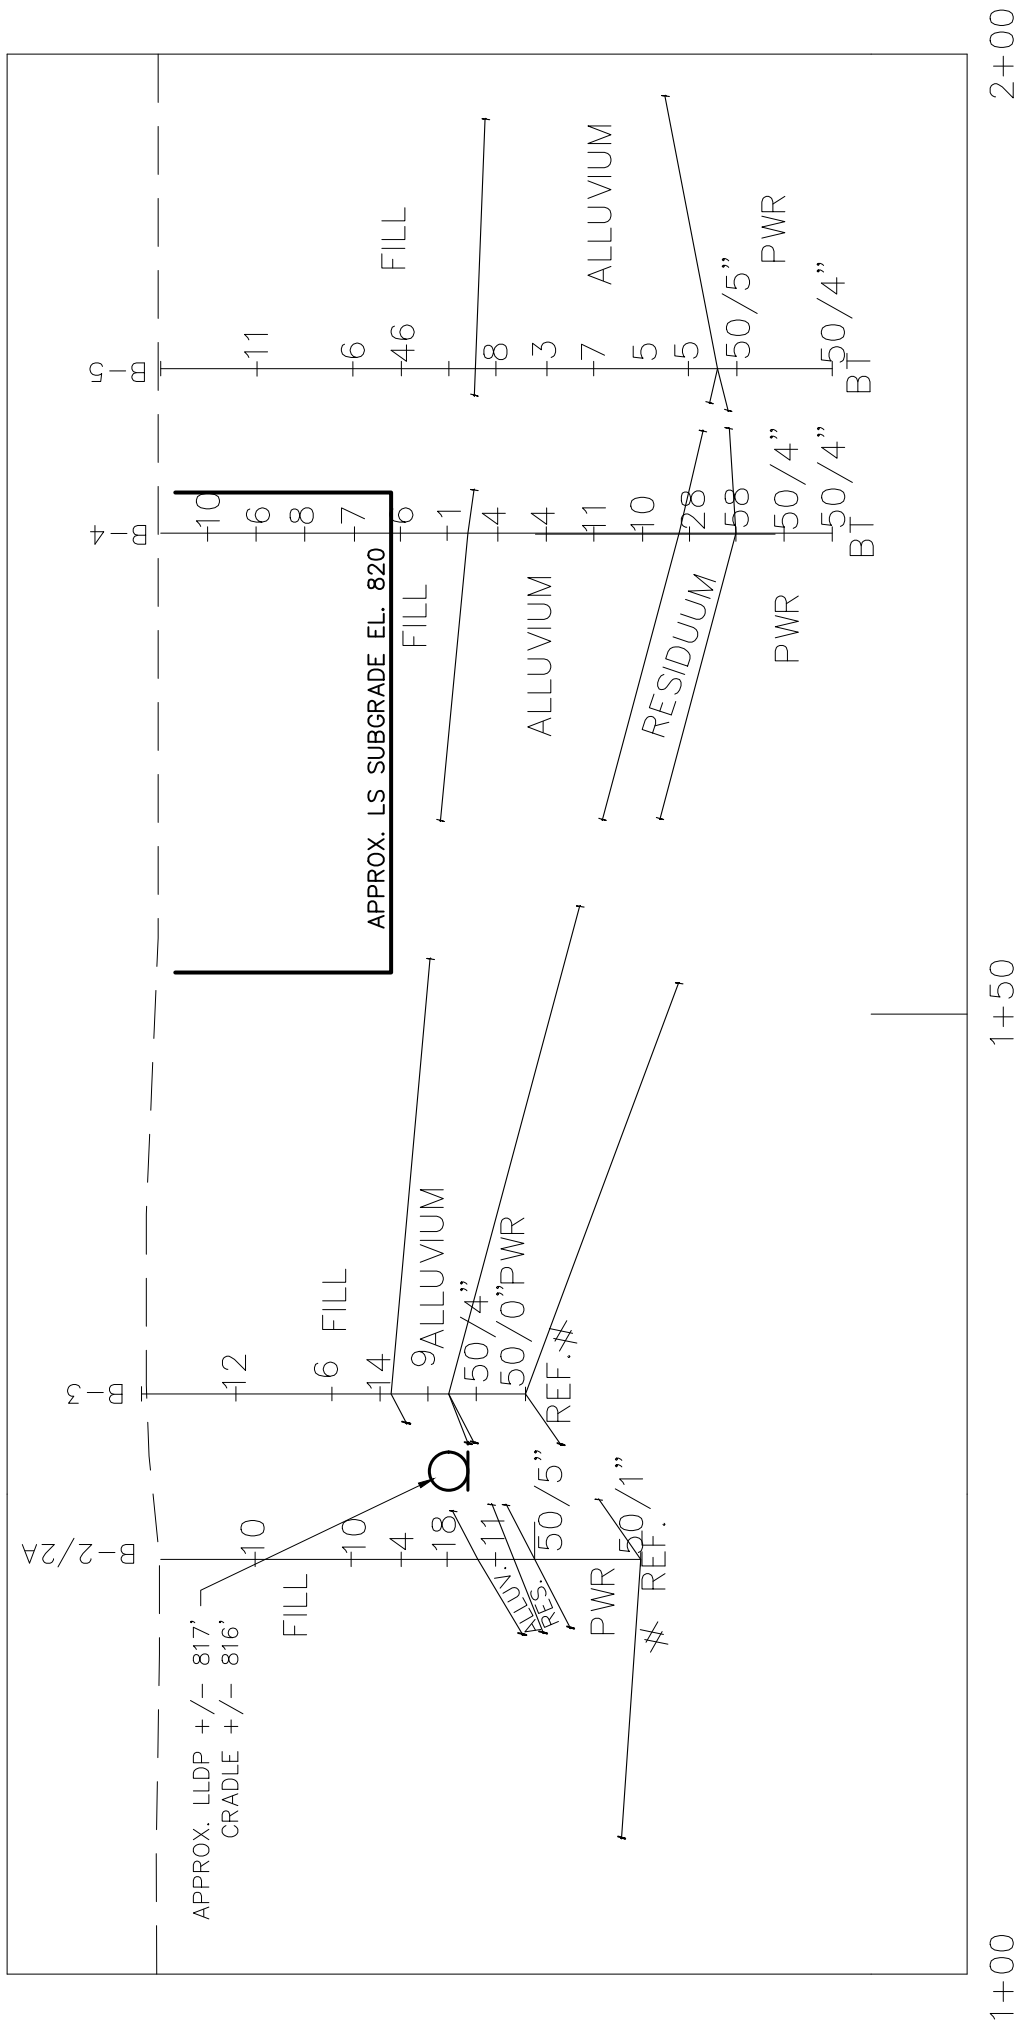 B-2/2A
B-3
B-4
B-5
APPROX. LLDP +/- 817'
CRADLE +/- 816'
FILL
10
10
4
18
11
50/5"
50/1"
ALLUV.
RES.
PWR
#
REF.
FILL
12
6
14
9
ALLUVIUM
50/4"
50/0"
PWR
REF.#
APPROX. LS SUBGRADE EL. 820
FILL
ALLUVIUM
RESIDUUM
PWR
10
6
8
7
6
1
4
4
11
10
28
58
50/4"
50/4"
BT
11
6
46
8
3
7
5
5
50/5"
50/4"
BT
FILL
ALLUVIUM
PWR
1+00
1+50
2+00